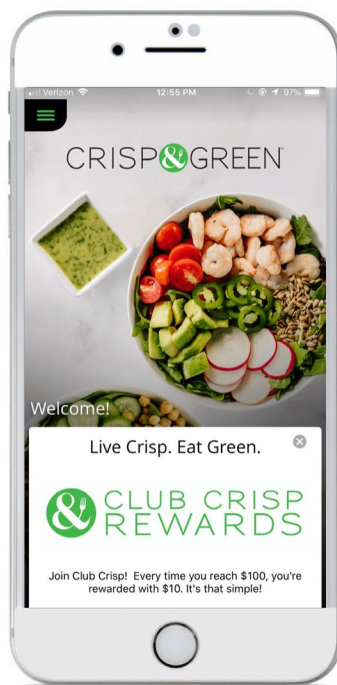 Verizon 12:55 PM 97%
CRISP&GREEN
Welcome!
Live Crisp. Eat Green.
& CLUB CRISP
REWARDS
Join Club Crisp! Every time you reach $100, you're
rewarded with $10. It's that simple!